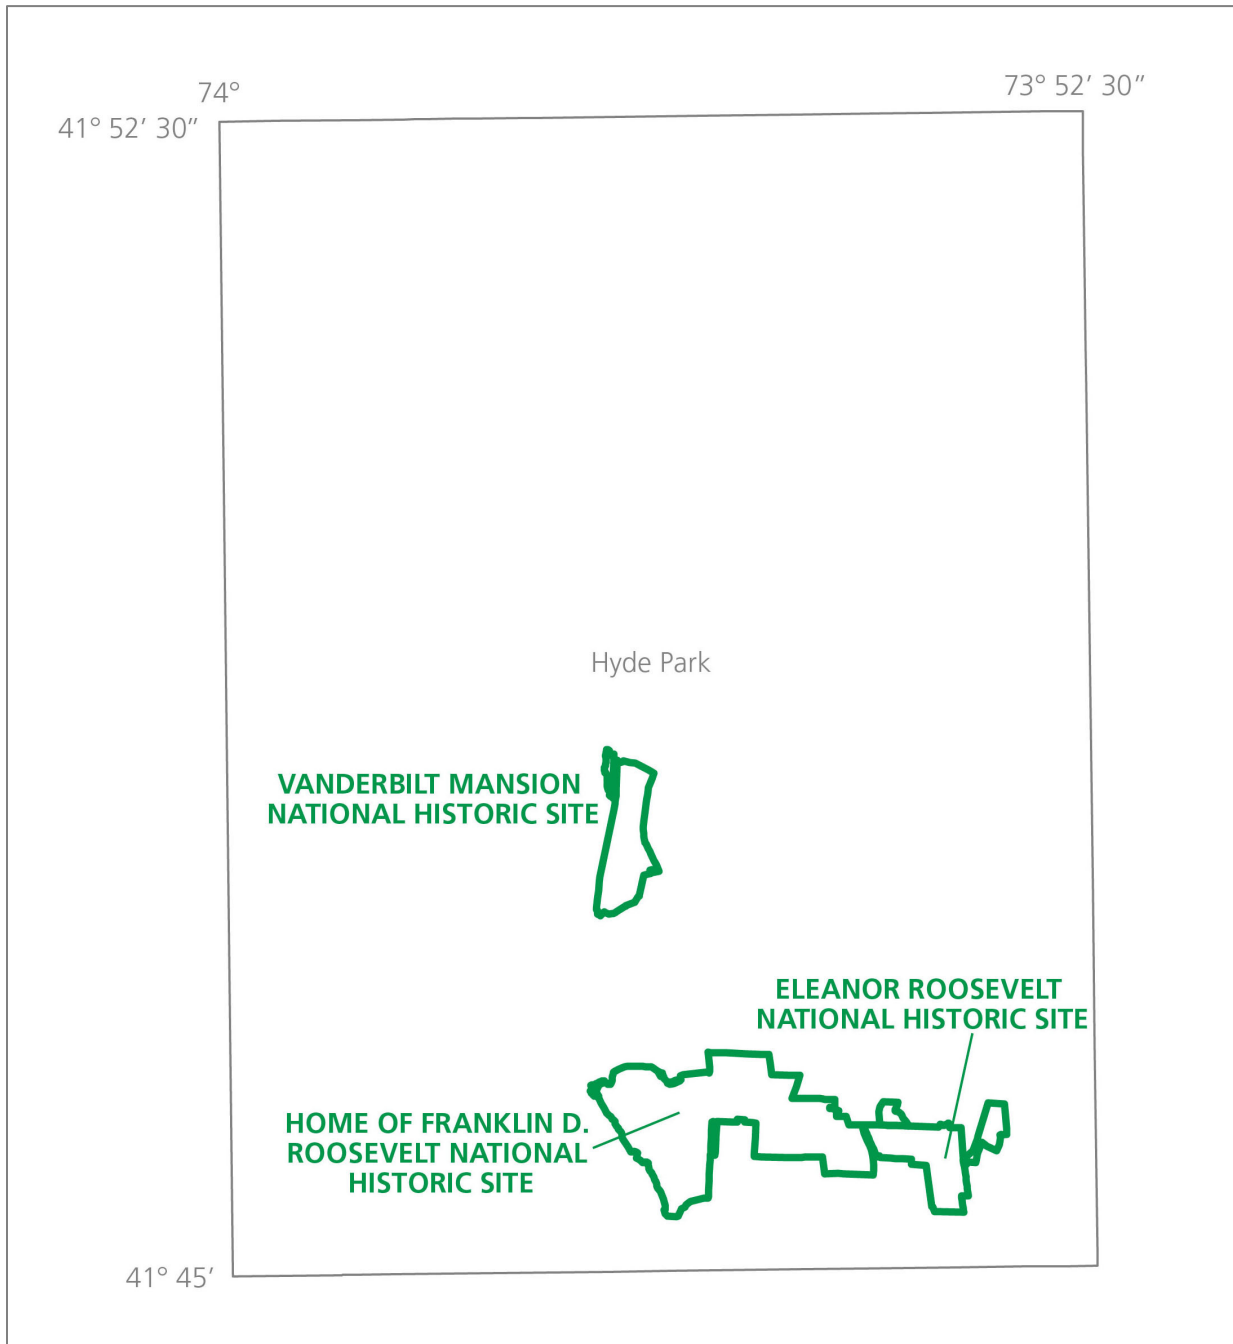 74°
73° 52’ 30”
41° 52’ 30”
Hyde Park
VANDERBILT MANSION
NATIONAL HISTORIC SITE
ELEANOR ROOSEVELT
NATIONAL HISTORIC SITE
HOME OF FRANKLIN D.
ROOSEVELT NATIONAL
HISTORIC SITE
41° 45’